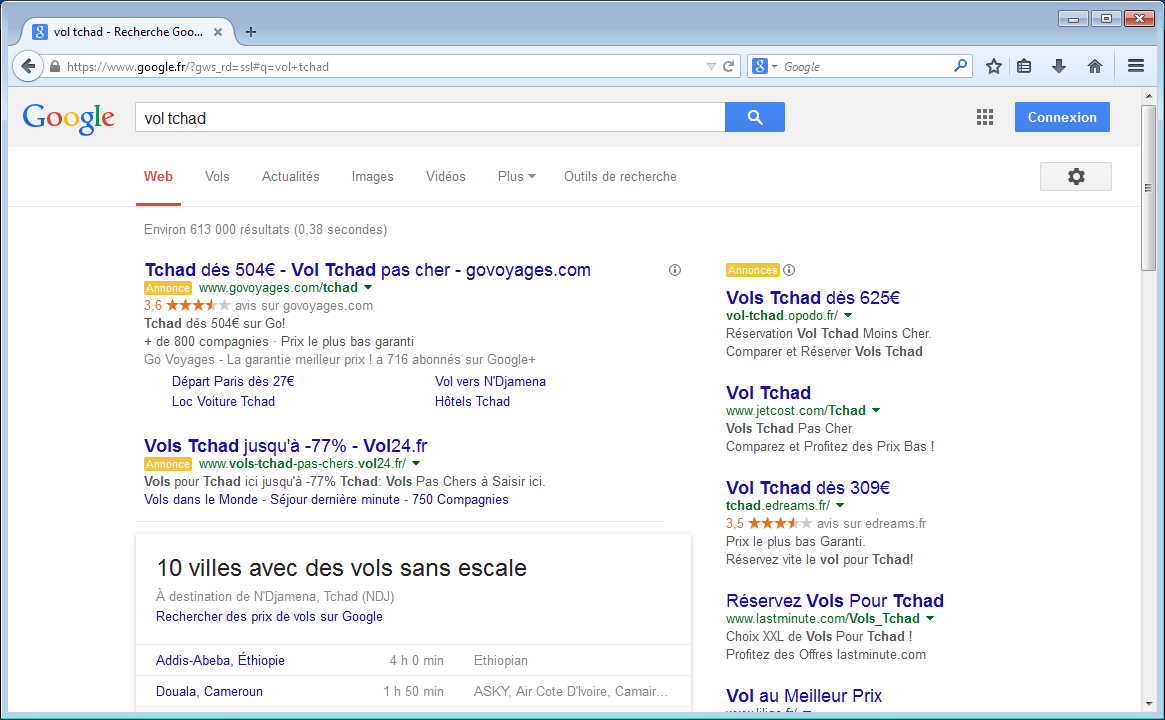 vol tchad - Recherche Goo...
https://www.google.fr/?gws_rd=ssl#q=vol+tchad
Google
Google
vol tchad
Connexion
Web
Vols
Actualités
Images
Vidéos
Plus
Outils de recherche
Environ 613 000 résultats (0,38 secondes)
Tchad dés 504€ - Vol Tchad pas cher - govoyages.com
Annonce www.govoyages.com/tchad
3,6 avis sur govoyages.com
Tchad dés 504€ sur Go!
+ de 800 compagnies · Prix le plus bas garanti
Go Voyages - La garantie meilleur prix ! a 716 abonnés sur Google+
Départ Paris dès 27€
Vol vers N'Djamena
Loc Voiture Tchad
Hôtels Tchad
Vols Tchad jusqu'à -77% - Vol24.fr
Annonce www.vols-tchad-pas-chers.vol24.fr/
Vols pour Tchad ici jusqu'à -77% Tchad: Vols Pas Chers à Saisir ici.
Vols dans le Monde - Séjour dernière minute - 750 Compagnies
10 villes avec des vols sans escale
À destination de N'Djamena, Tchad (NDJ)
Rechercher des prix de vols sur Google
Addis-Abeba, Éthiopie 4 h 0 min Ethiopian
Douala, Cameroun 1 h 50 min ASKY, Air Cote D'Ivoire, Camair...
Annonces
Vols Tchad dès 625€
vol-tchad.opodo.fr/
Réservation Vol Tchad Moins Cher.
Comparer et Réserver Vols Tchad
Vol Tchad
www.jetcost.com/Tchad
Vols Tchad Pas Cher
Comparez et Profitez des Prix Bas !
Vol Tchad dès 309€
tchad.edreams.fr/
3,5 avis sur edreams.fr
Prix le plus bas Garanti.
Réservez vite le vol pour Tchad!
Réservez Vols Pour Tchad
www.lastminute.com/Vols_Tchad
Choix XXL de Vols Pour Tchad !
Profitez des Offres lastminute.com
Vol au Meilleur Prix